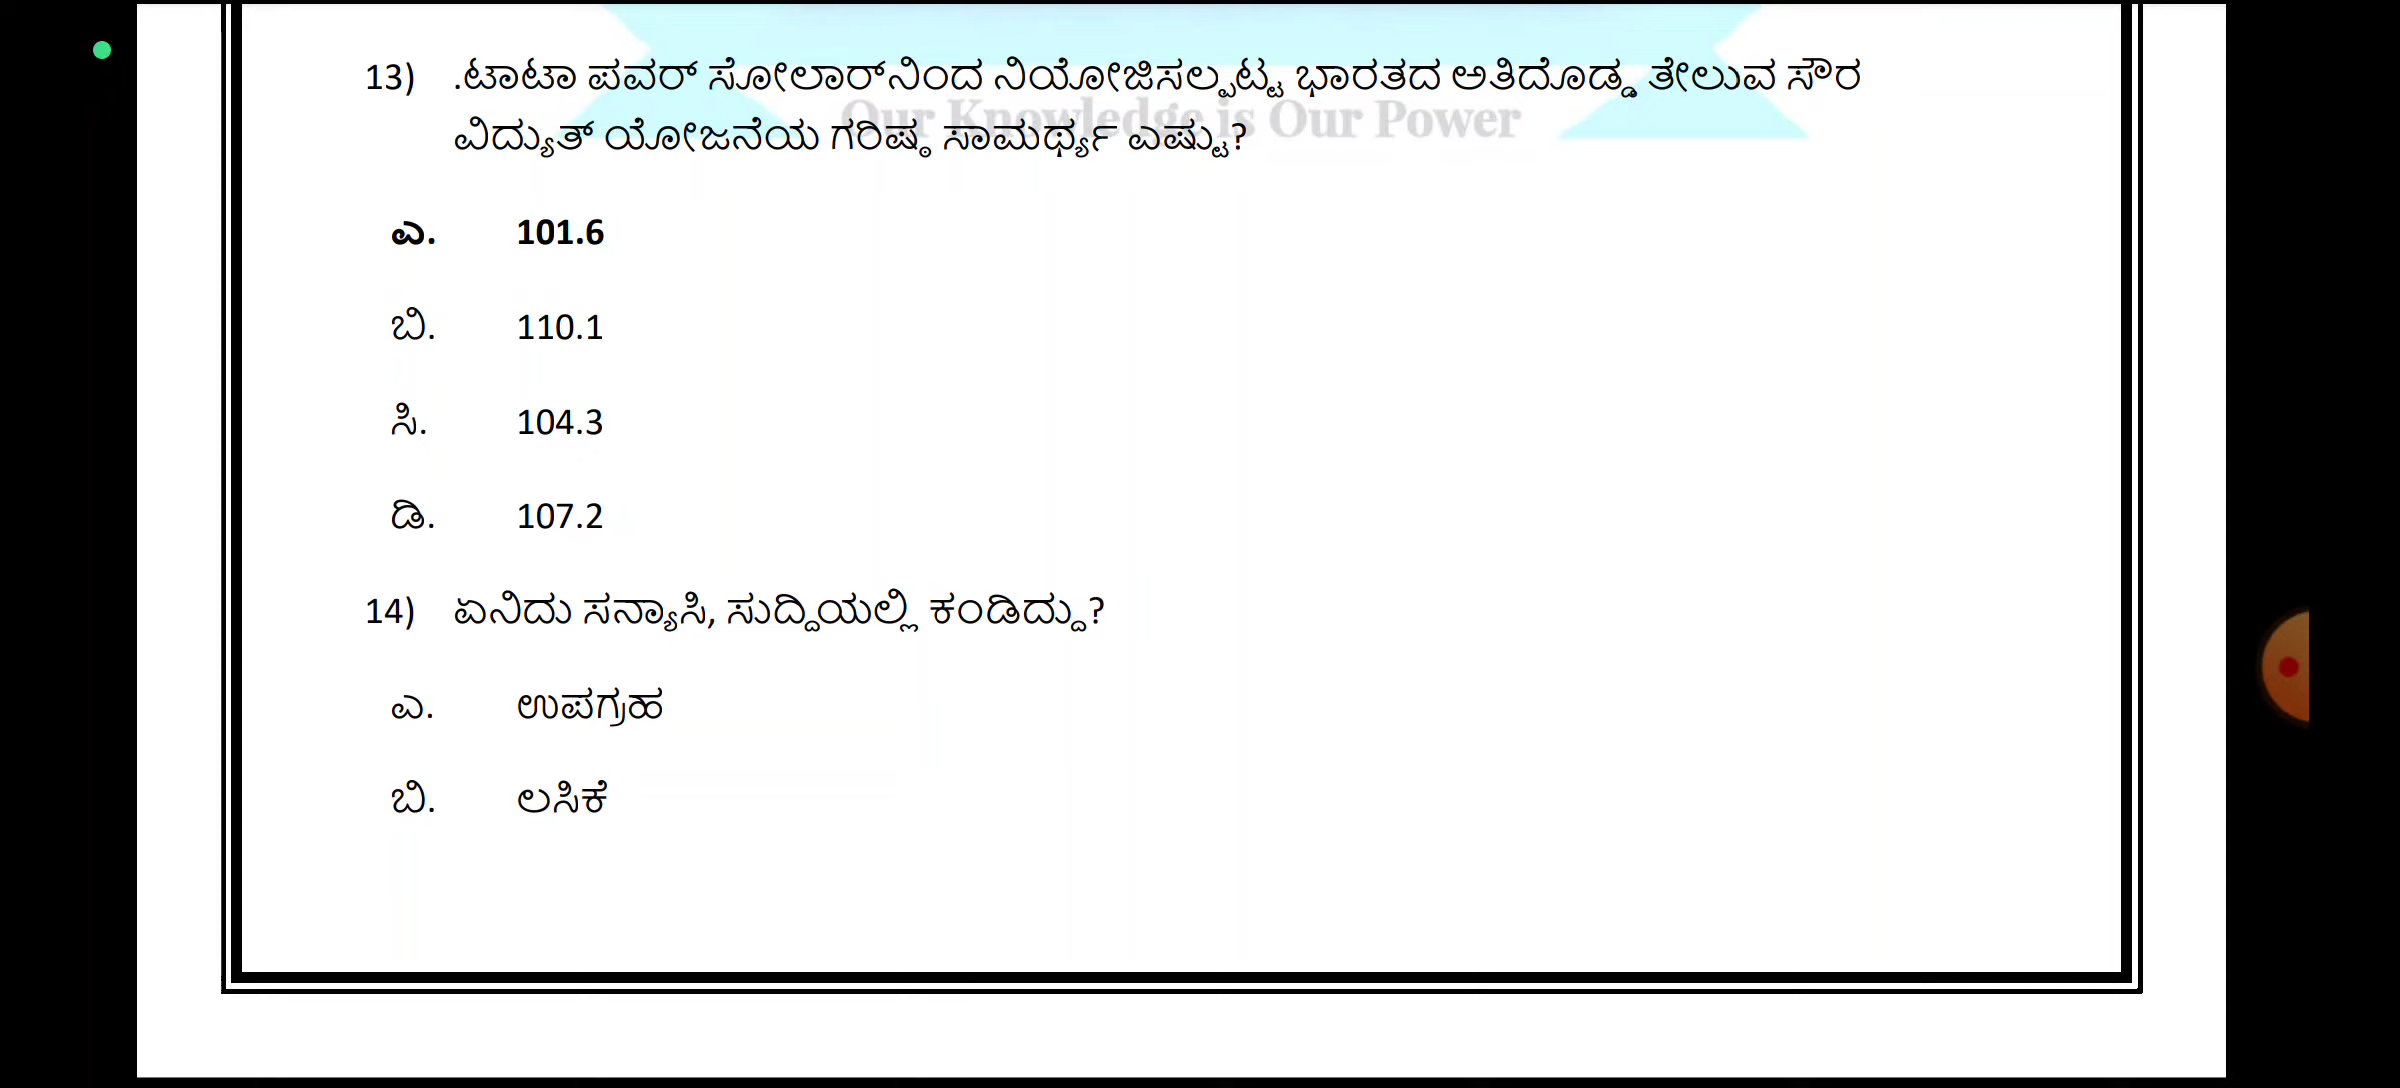 13) .ಟಾಟಾ ಪವರ್ ಸೋಲಾರ್‌ನಿಂದ ನಿಯೋಜಿಸಲ್ಪಟ್ಟ ಭಾರತದ ಅತಿದೊಡ್ಡ ತೇಲುವ ಸೌರ
Our Knowledge is Our Power
ವಿದ್ಯುತ್ ಯೋಜನೆಯ ಗರಿಷ್ಠ ಸಾಮರ್ಥ್ಯ ಎಷ್ಟು?
ಎ. 101.6
ಬಿ. 110.1
ಸಿ. 104.3
ಡಿ. 107.2
14) ಏನಿದು ಸನ್ಯಾಸಿ, ಸುದ್ದಿಯಲ್ಲಿ ಕಂಡಿದ್ದು?
ಎ. ಉಪಗ್ರಹ
ಬಿ. ಲಸಿಕೆ